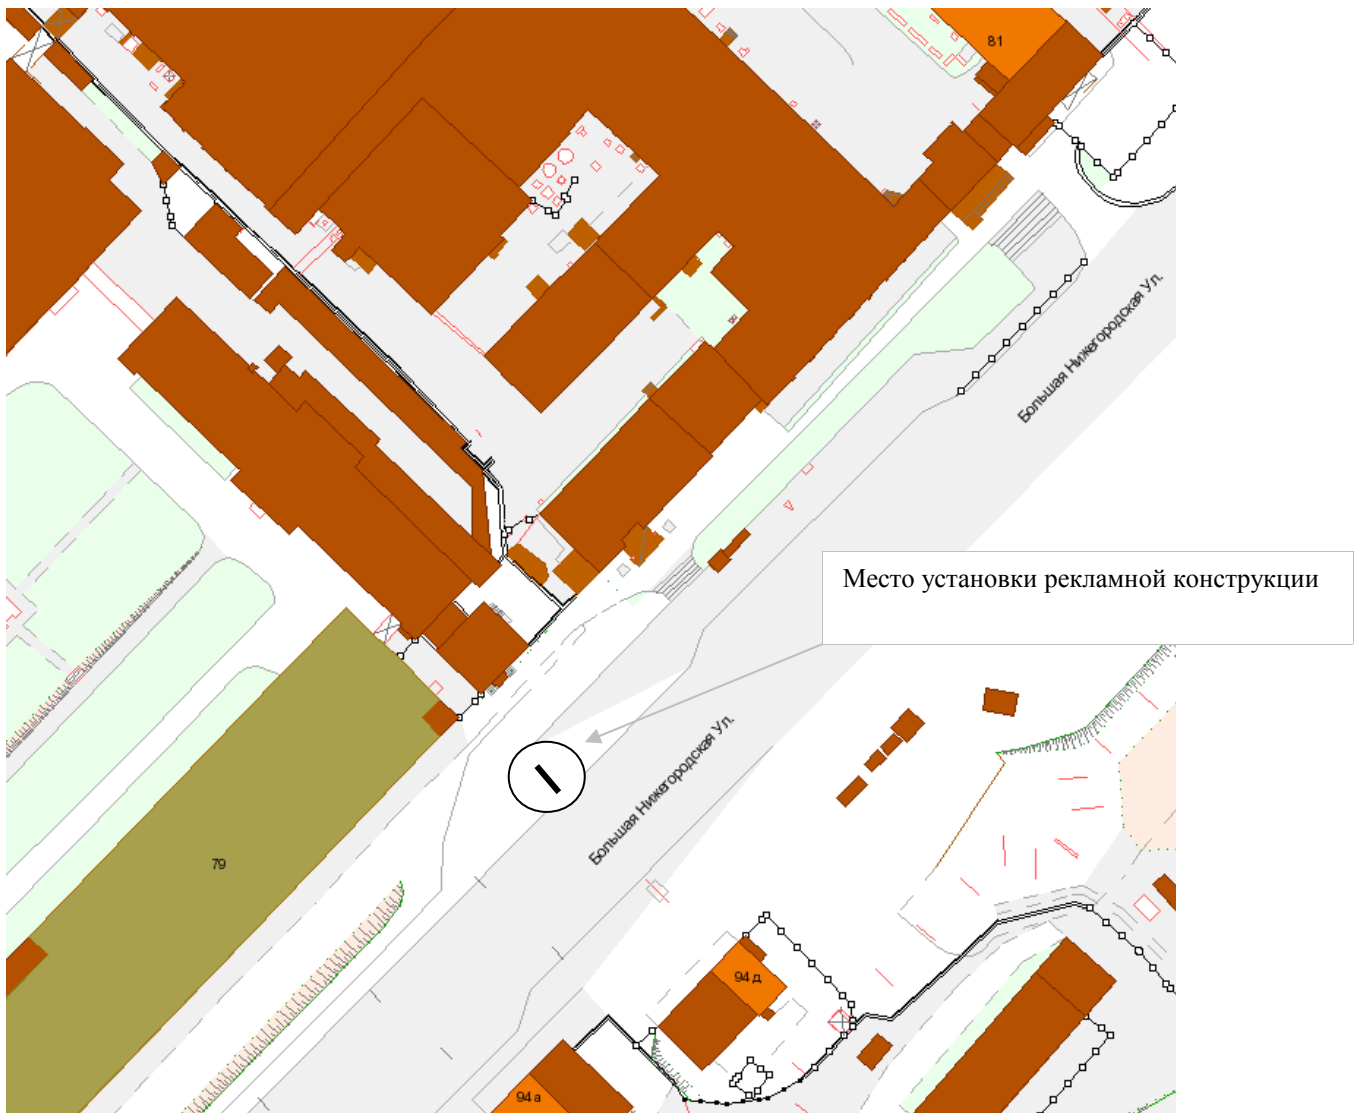 81
Большая Нижегородская Ул.
Место установки рекламной конструкции
Большая Нижегородская Ул.
79
94 д
94 а